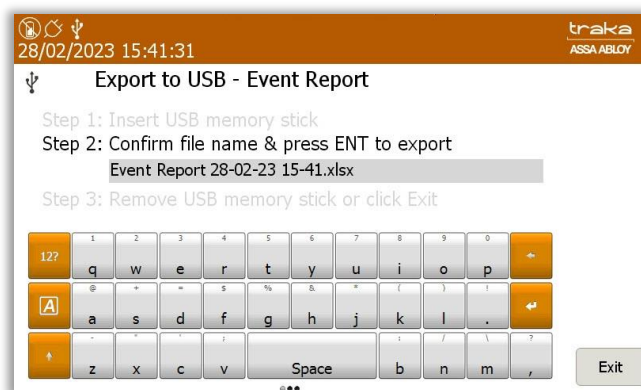 28/02/2023 15:41:31
traka
ASSA ABLOY
Export to USB - Event Report
Step 1: Insert USB memory stick
Step 2: Confirm file name & press ENT to export
Event Report 28-02-23 15-41.xlsx
Step 3: Remove USB memory stick or click Exit
1 2 3 4 5 6 7 8 9 0
12? q w e r t y u i o p
@ + = $ % & * ( ) !
A a s d f g h j k l .
- " ' ; : / \ ?
z x c v Space b n m ,
Exit